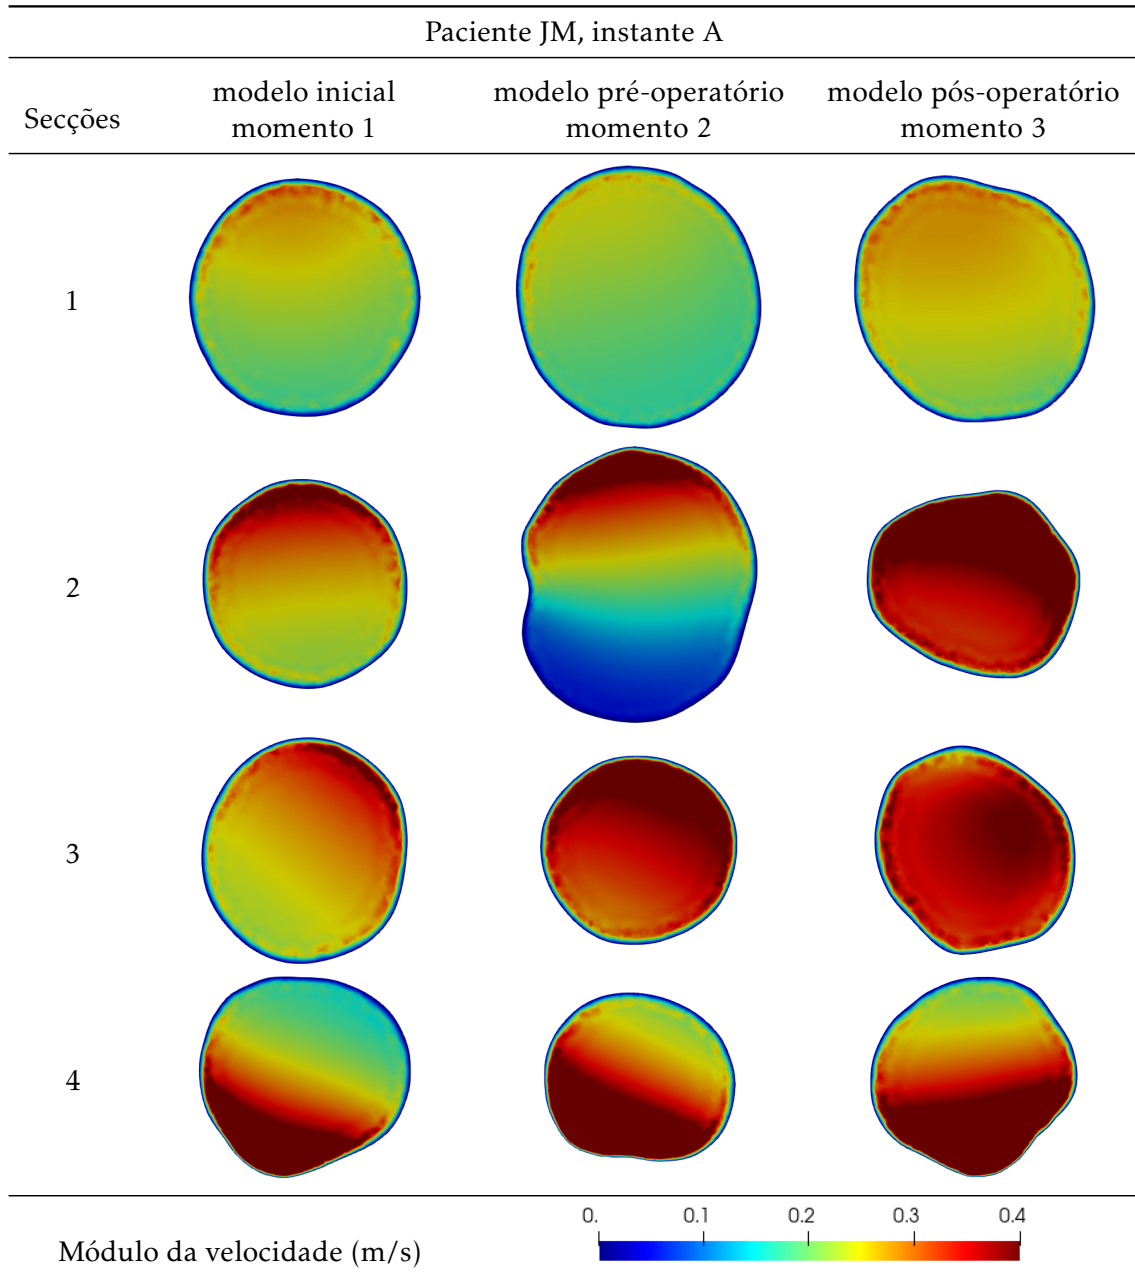 Paciente JM, instante A
Secções
modelo inicial
momento 1
modelo pré-operatório
momento 2
modelo pós-operatório
momento 3
1
2
3
4
Módulo da velocidade (m/s)
0. 0.1 0.2 0.3 0.4